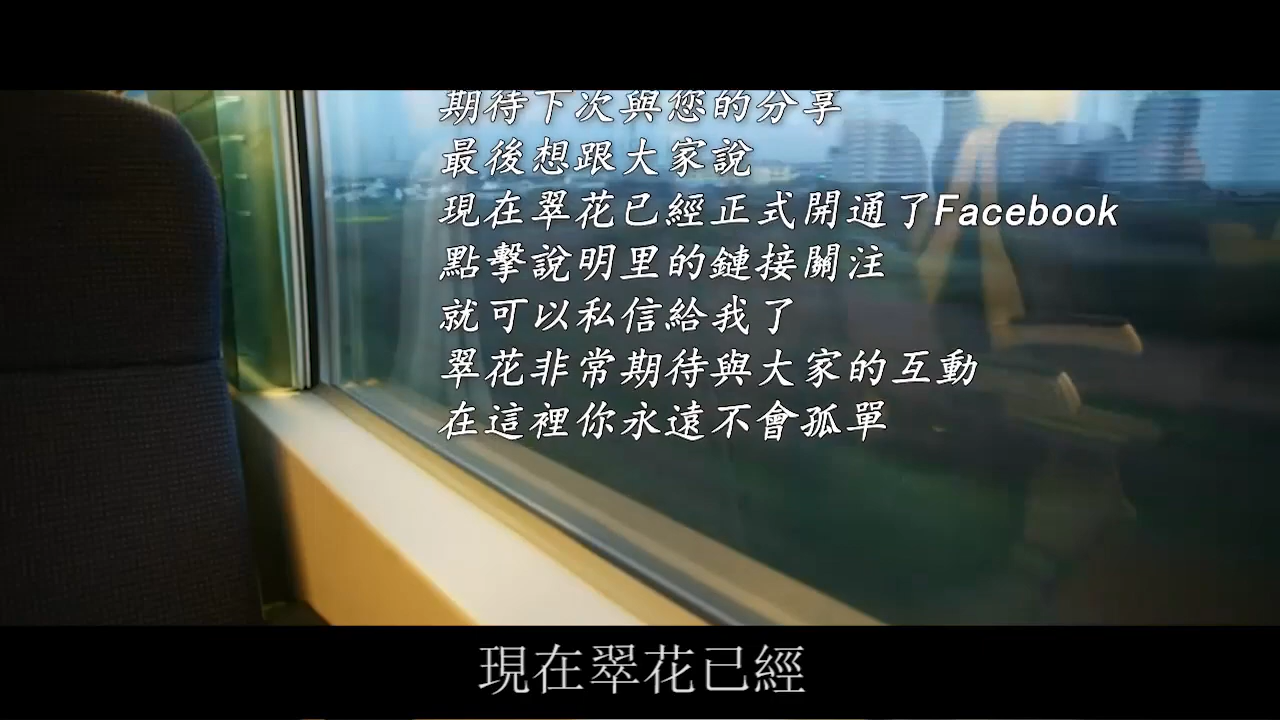 期待下次與您的分享
最後想跟大家說
現在翠花已經正式開通了Facebook
點擊說明里的鏈接關注
就可以私信給我了
翠花非常期待與大家的互動
在這裡你永遠不會孤單
現在翠花已經